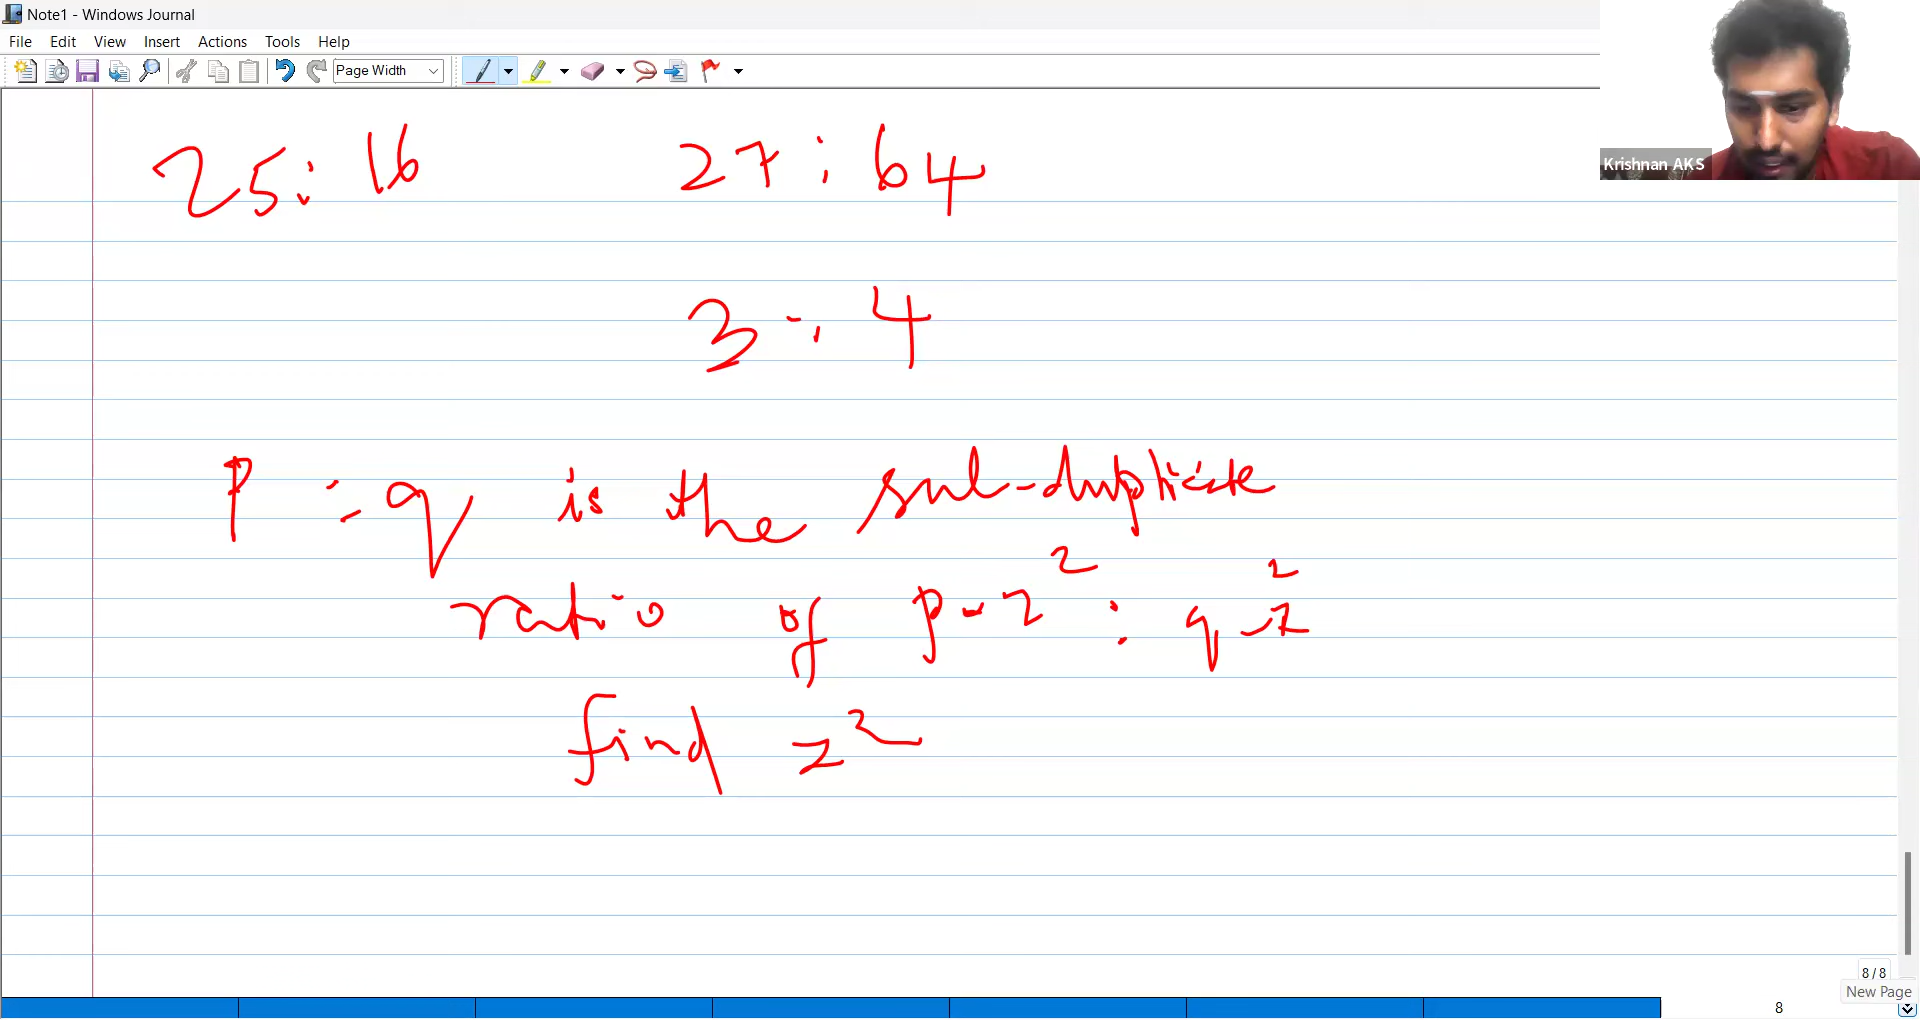 Note1 - Windows Journal
File Edit View Insert Actions Tools Help
Page Width
25 : 16 27 : 64
3 : 4
Krishnan AKS
p : q is the sub-duplicate
ratio of p - z² : q - z²
find z²
8 / 8
New Page
8